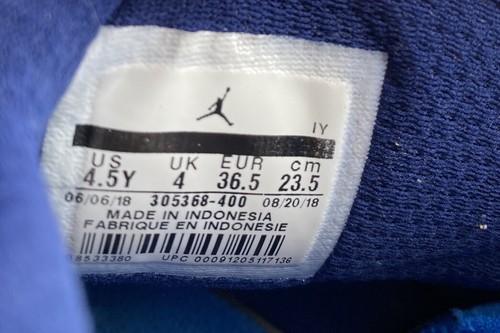 IY
US UK EUR cm
4.5Y 4 36.5 23.5
06/06/18 305368-400 08/20/18
MADE IN INDONESIA
FABRIQUE EN INDONESIE
UPC 00091205117136